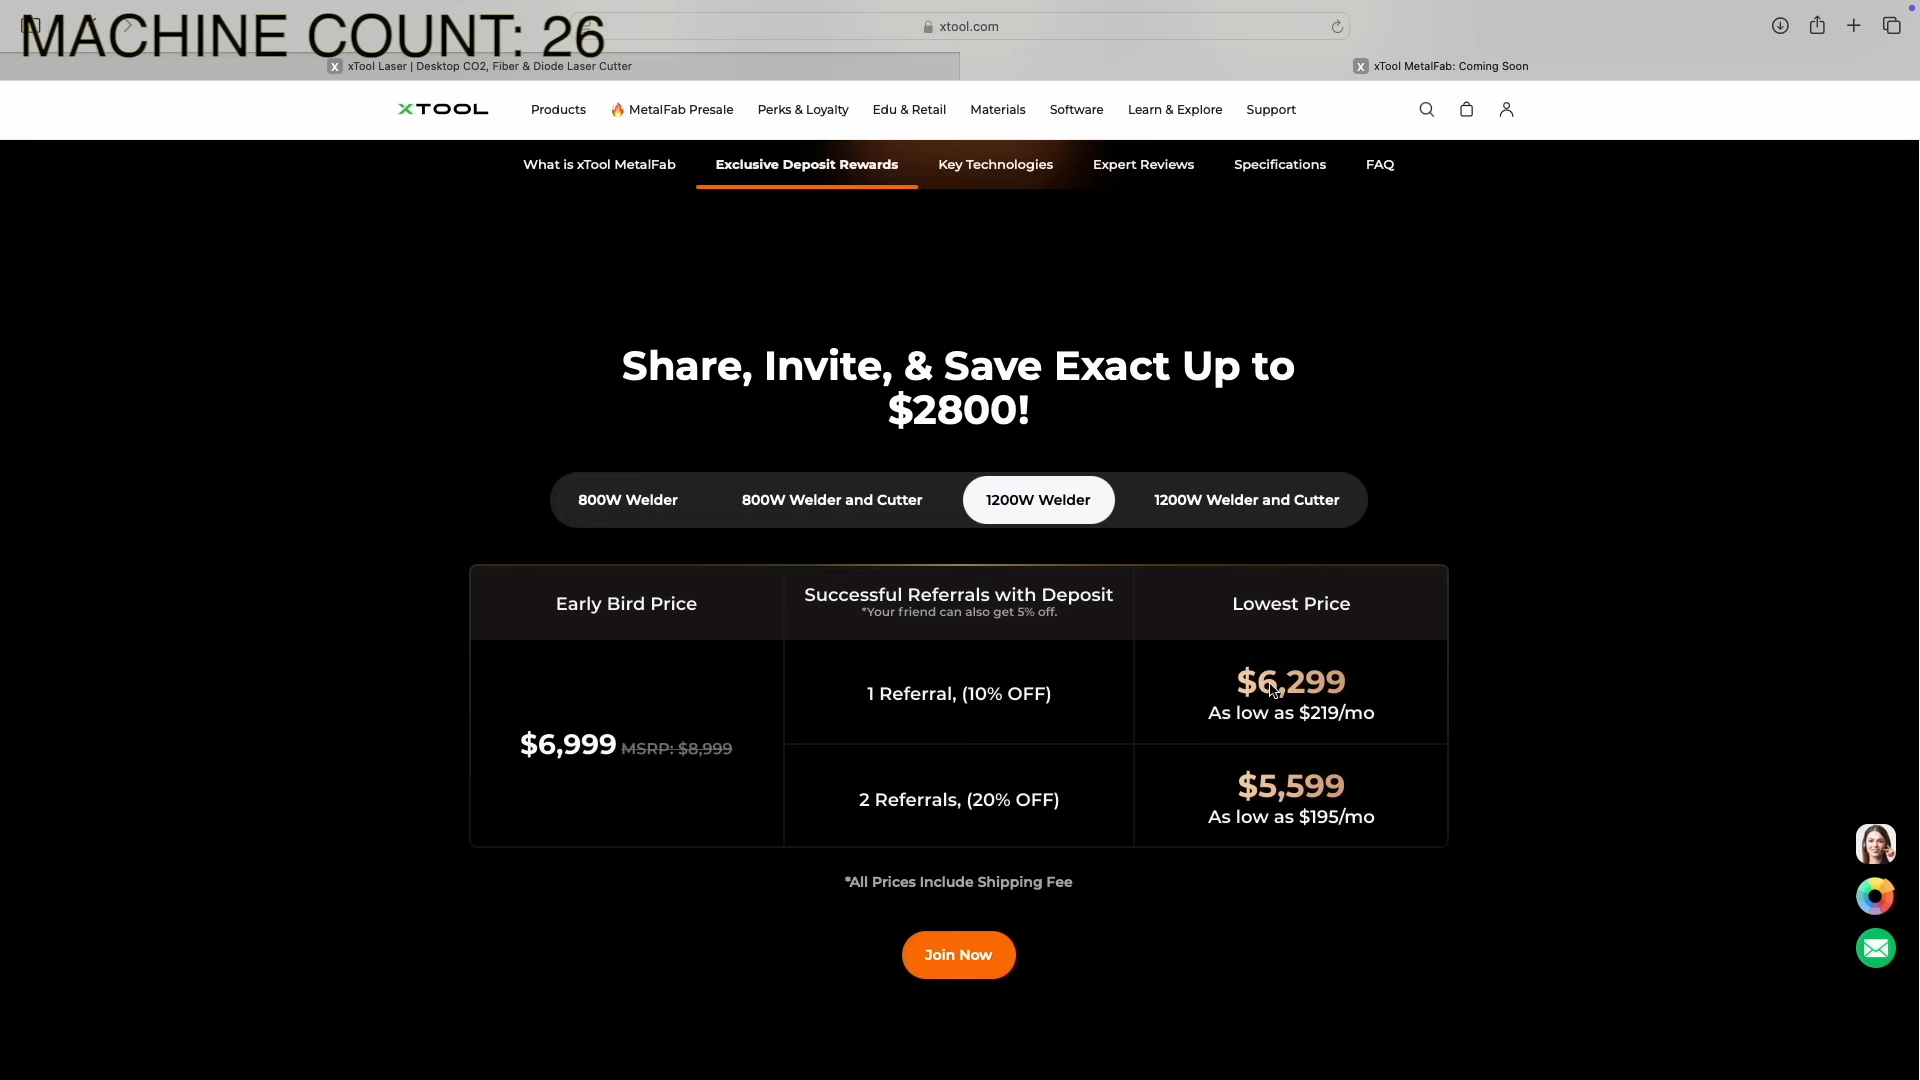 MACHINE COUNT: 26
xtool.com
X xTool Laser | Desktop CO2, Fiber & Diode Laser Cutter
X xTool MetalFab: Coming Soon
XTOOL
Products
MetalFab Presale
Perks & Loyalty
Edu & Retail
Materials
Software
Learn & Explore
Support
What is xTool MetalFab
Exclusive Deposit Rewards
Key Technologies
Expert Reviews
Specifications
FAQ
Share, Invite, & Save Exact Up to
$2800!
800W Welder
800W Welder and Cutter
1200W Welder
1200W Welder and Cutter
Early Bird Price
Successful Referrals with Deposit
*Your friend can also get 5% off.
Lowest Price
$6,999 MSRP: $8,999
1 Referral, (10% OFF)
$6,299
As low as $219/mo
2 Referrals, (20% OFF)
$5,599
As low as $195/mo
*All Prices Include Shipping Fee
Join Now